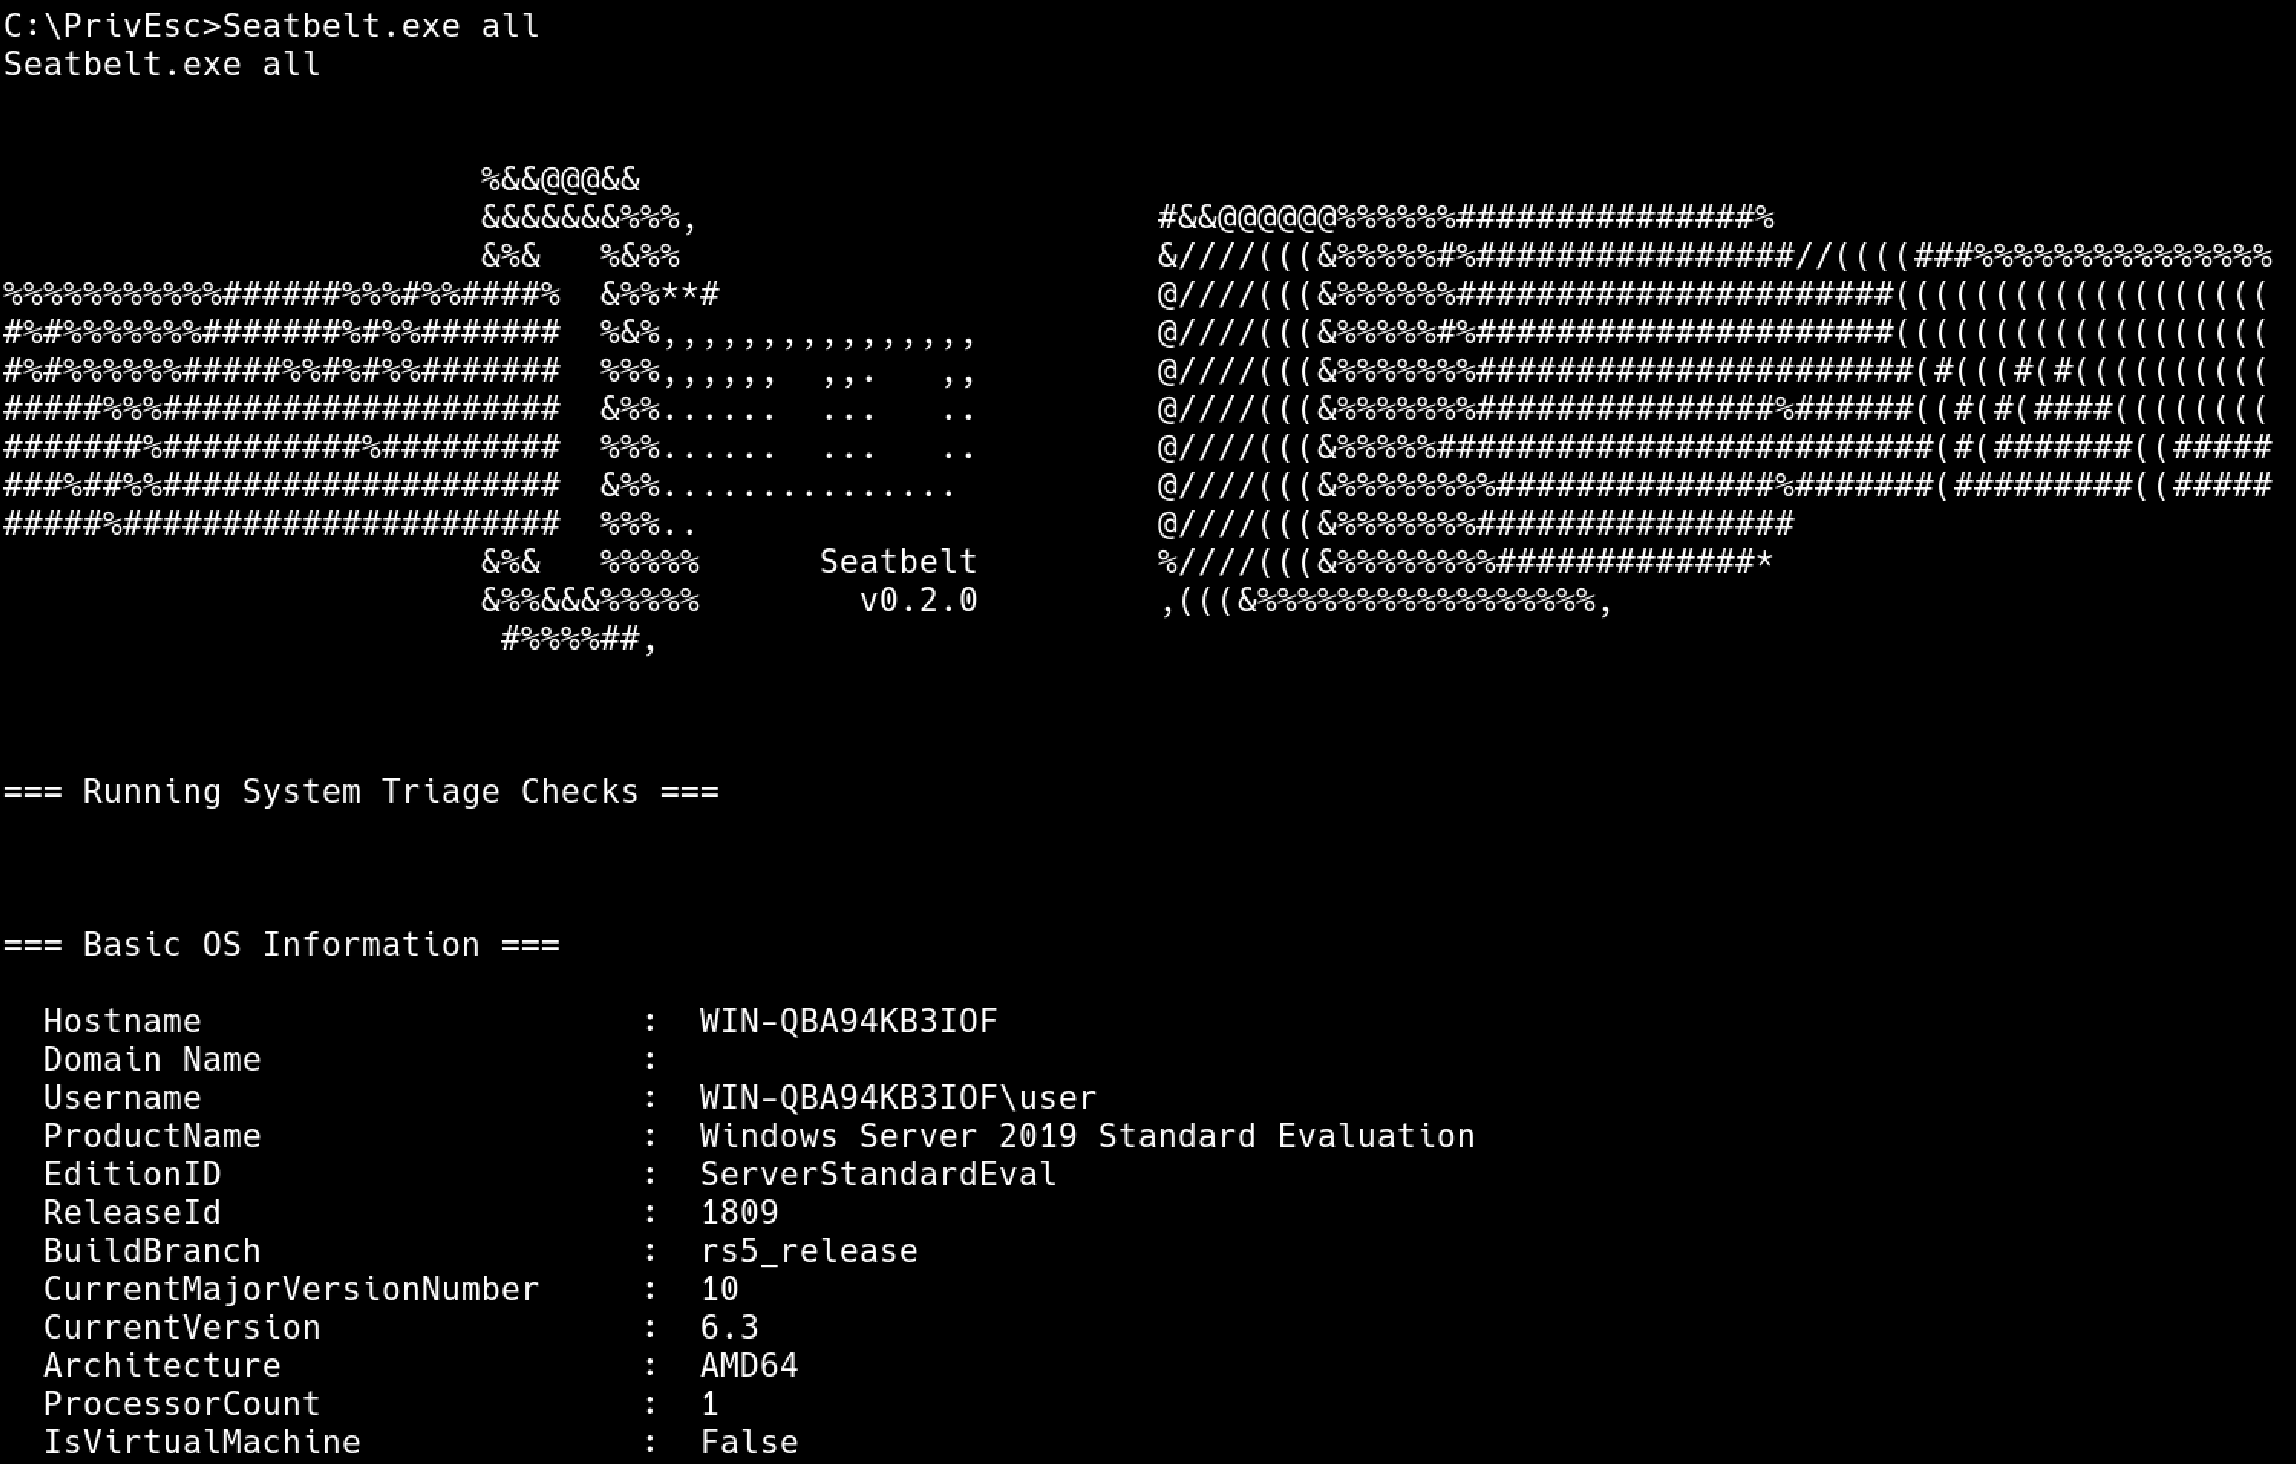 C:\PrivEsc>Seatbelt.exe all
Seatbelt.exe all
                        %&&@@@&&
                        &&&&&&&%%%,                       #&&@@@@@@%%%%%%###############%
                        &%&   %&%%                        &////(((&%%%%%#%################//((((###%%%%%%%%%%%%%%%
%%%%%%%%%%%######%%%#%%####%  &%%**#                      @////(((&%%%%%%######################(((((((((((((((((((
#%#%%%%%%%#######%#%%#######  %&%,,,,,,,,,,,,,,,,         @////(((&%%%%%#%#####################(((((((((((((((((((
#%#%%%%%%#####%%#%#%%#######  %%%,,,,,,  ,,.   ,,         @////(((&%%%%%%%######################(#(((#(#((((((((((
#####%%%####################  &%%......  ...   ..         @////(((&%%%%%%%###############%######((#(#(####((((((((
#######%##########%#########  %%%......  ...   ..         @////(((&%%%%%#########################(#(#######((#####
###%##%%####################  &%%...............          @////(((&%%%%%%%%##############%#######(#########((#####
#####%######################  %%%..                       @////(((&%%%%%%%################
                        &%&   %%%%%      Seatbelt         %////(((&%%%%%%%%#############*
                        &%%&&&%%%%%        v0.2.0         ,(((&%%%%%%%%%%%%%%%%%,
                         #%%%%##,
=== Running System Triage Checks ===
=== Basic OS Information ===
  Hostname                      :  WIN-QBA94KB3IOF
  Domain Name                   :
  Username                      :  WIN-QBA94KB3IOF\user
  ProductName                   :  Windows Server 2019 Standard Evaluation
  EditionID                     :  ServerStandardEval
  ReleaseId                     :  1809
  BuildBranch                   :  rs5_release
  CurrentMajorVersionNumber     :  10
  CurrentVersion                :  6.3
  Architecture                  :  AMD64
  ProcessorCount                :  1
  IsVirtualMachine              :  False